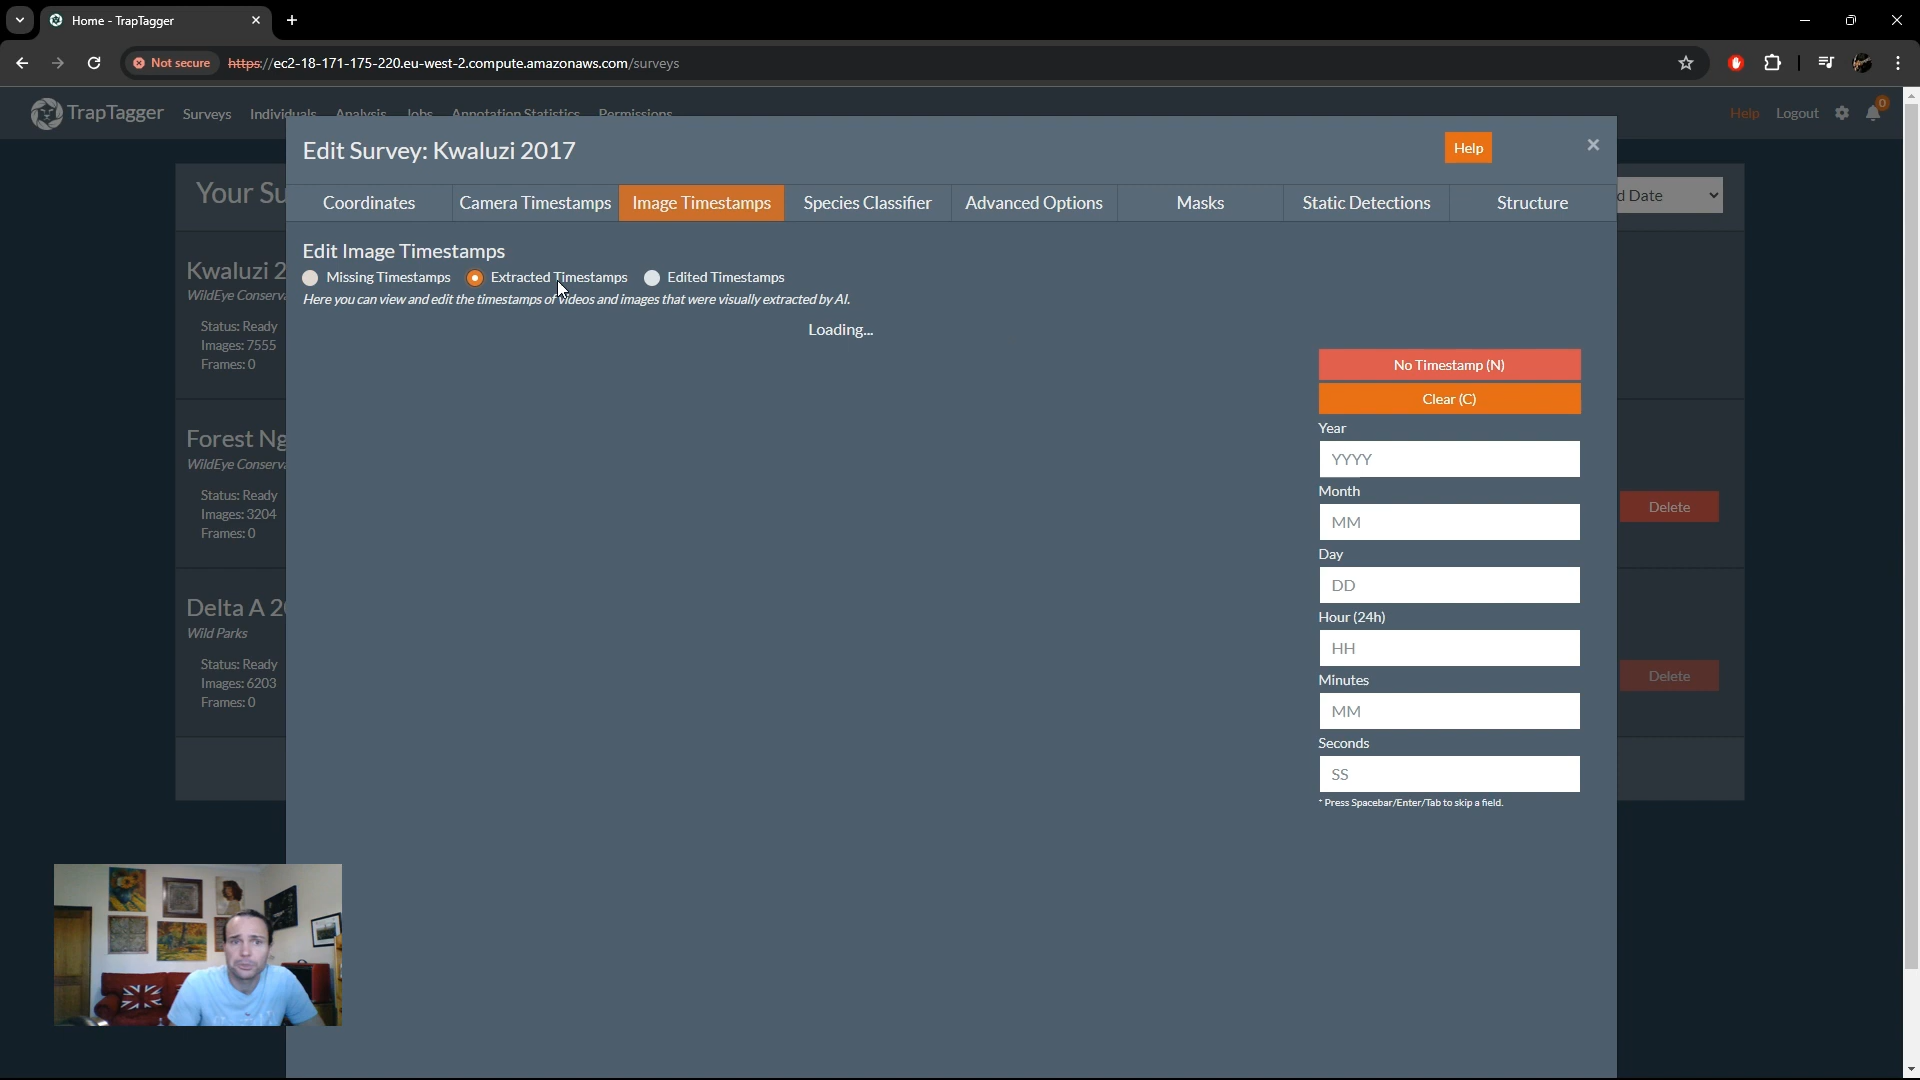 Home - TrapTagger
Not secure https://ec2-18-171-175-220.eu-west-2.compute.amazonaws.com/surveys
TrapTagger Surveys Individuals Analysis Jobs Annotation Statistics Permissions Help Logout 0
Edit Survey: Kwaluzi 2017 Help
Your Su d Date
Coordinates Camera Timestamps Image Timestamps Species Classifier Advanced Options Masks Static Detections Structure
Edit Image Timestamps
Missing Timestamps Extracted Timestamps Edited Timestamps
Here you can view and edit the timestamps of videos and images that were visually extracted by AI.
Loading...
Kwaluzi 2
WildEye Conserva
Status: Ready
Images: 7555
Frames: 0
Forest Ng
WildEye Conserva
Status: Ready
Images: 3204
Frames: 0
Delete
Delta A 20
Wild Parks
Status: Ready
Images: 6203
Frames: 0
Delete
No Timestamp (N)
Clear (C)
Year
YYYY
Month
MM
Day
DD
Hour (24h)
HH
Minutes
MM
Seconds
SS
* Press Spacebar/Enter/Tab to skip a field.